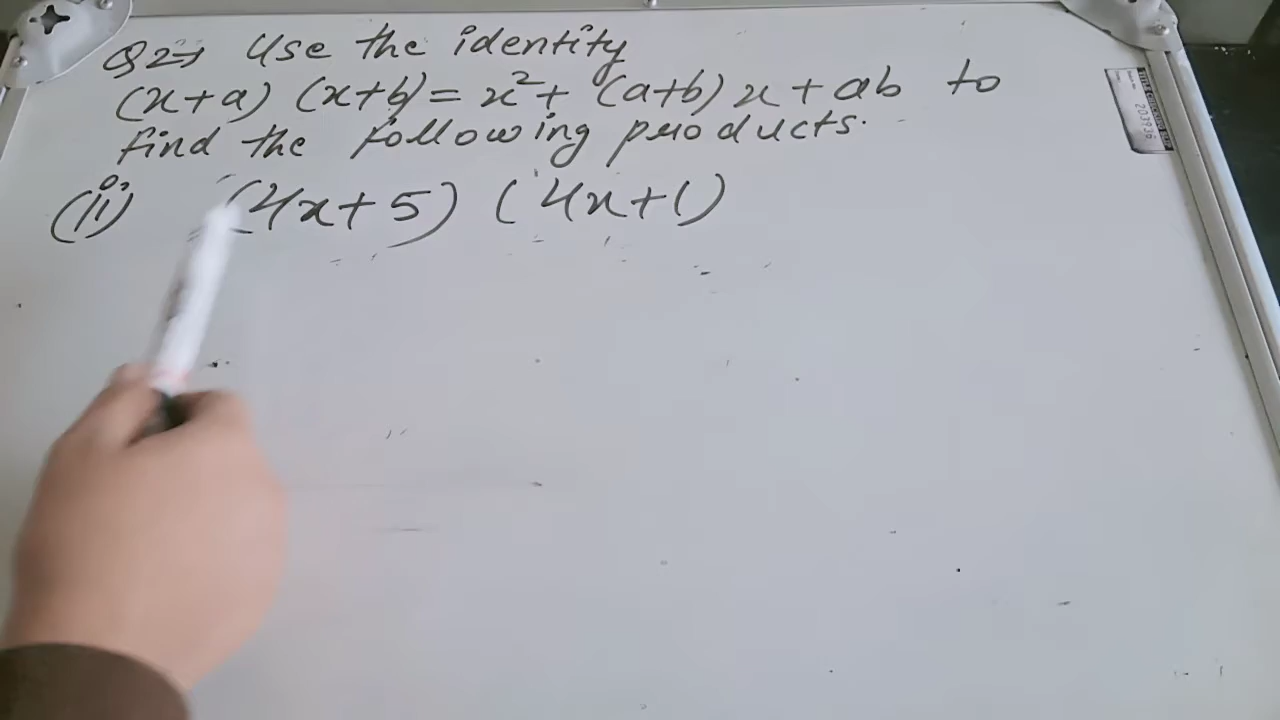 Q2→ Use the identity
(x+a) (x+b) = x²+ (a+b) x + ab to
find the following products.
(ii) (4x+5) (4x+1)